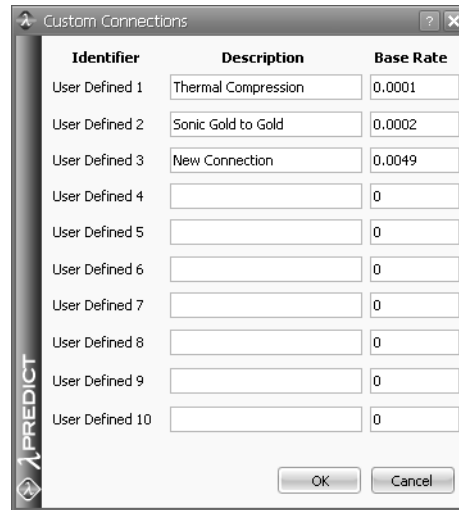 Custom Connections
Identifier Description Base Rate
User Defined 1 Thermal Compression 0.0001
User Defined 2 Sonic Gold to Gold 0.0002
User Defined 3 New Connection 0.0049
User Defined 4 0
User Defined 5 0
User Defined 6 0
User Defined 7 0
User Defined 8 0
User Defined 9 0
User Defined 10 0
λPREDICT
OK Cancel